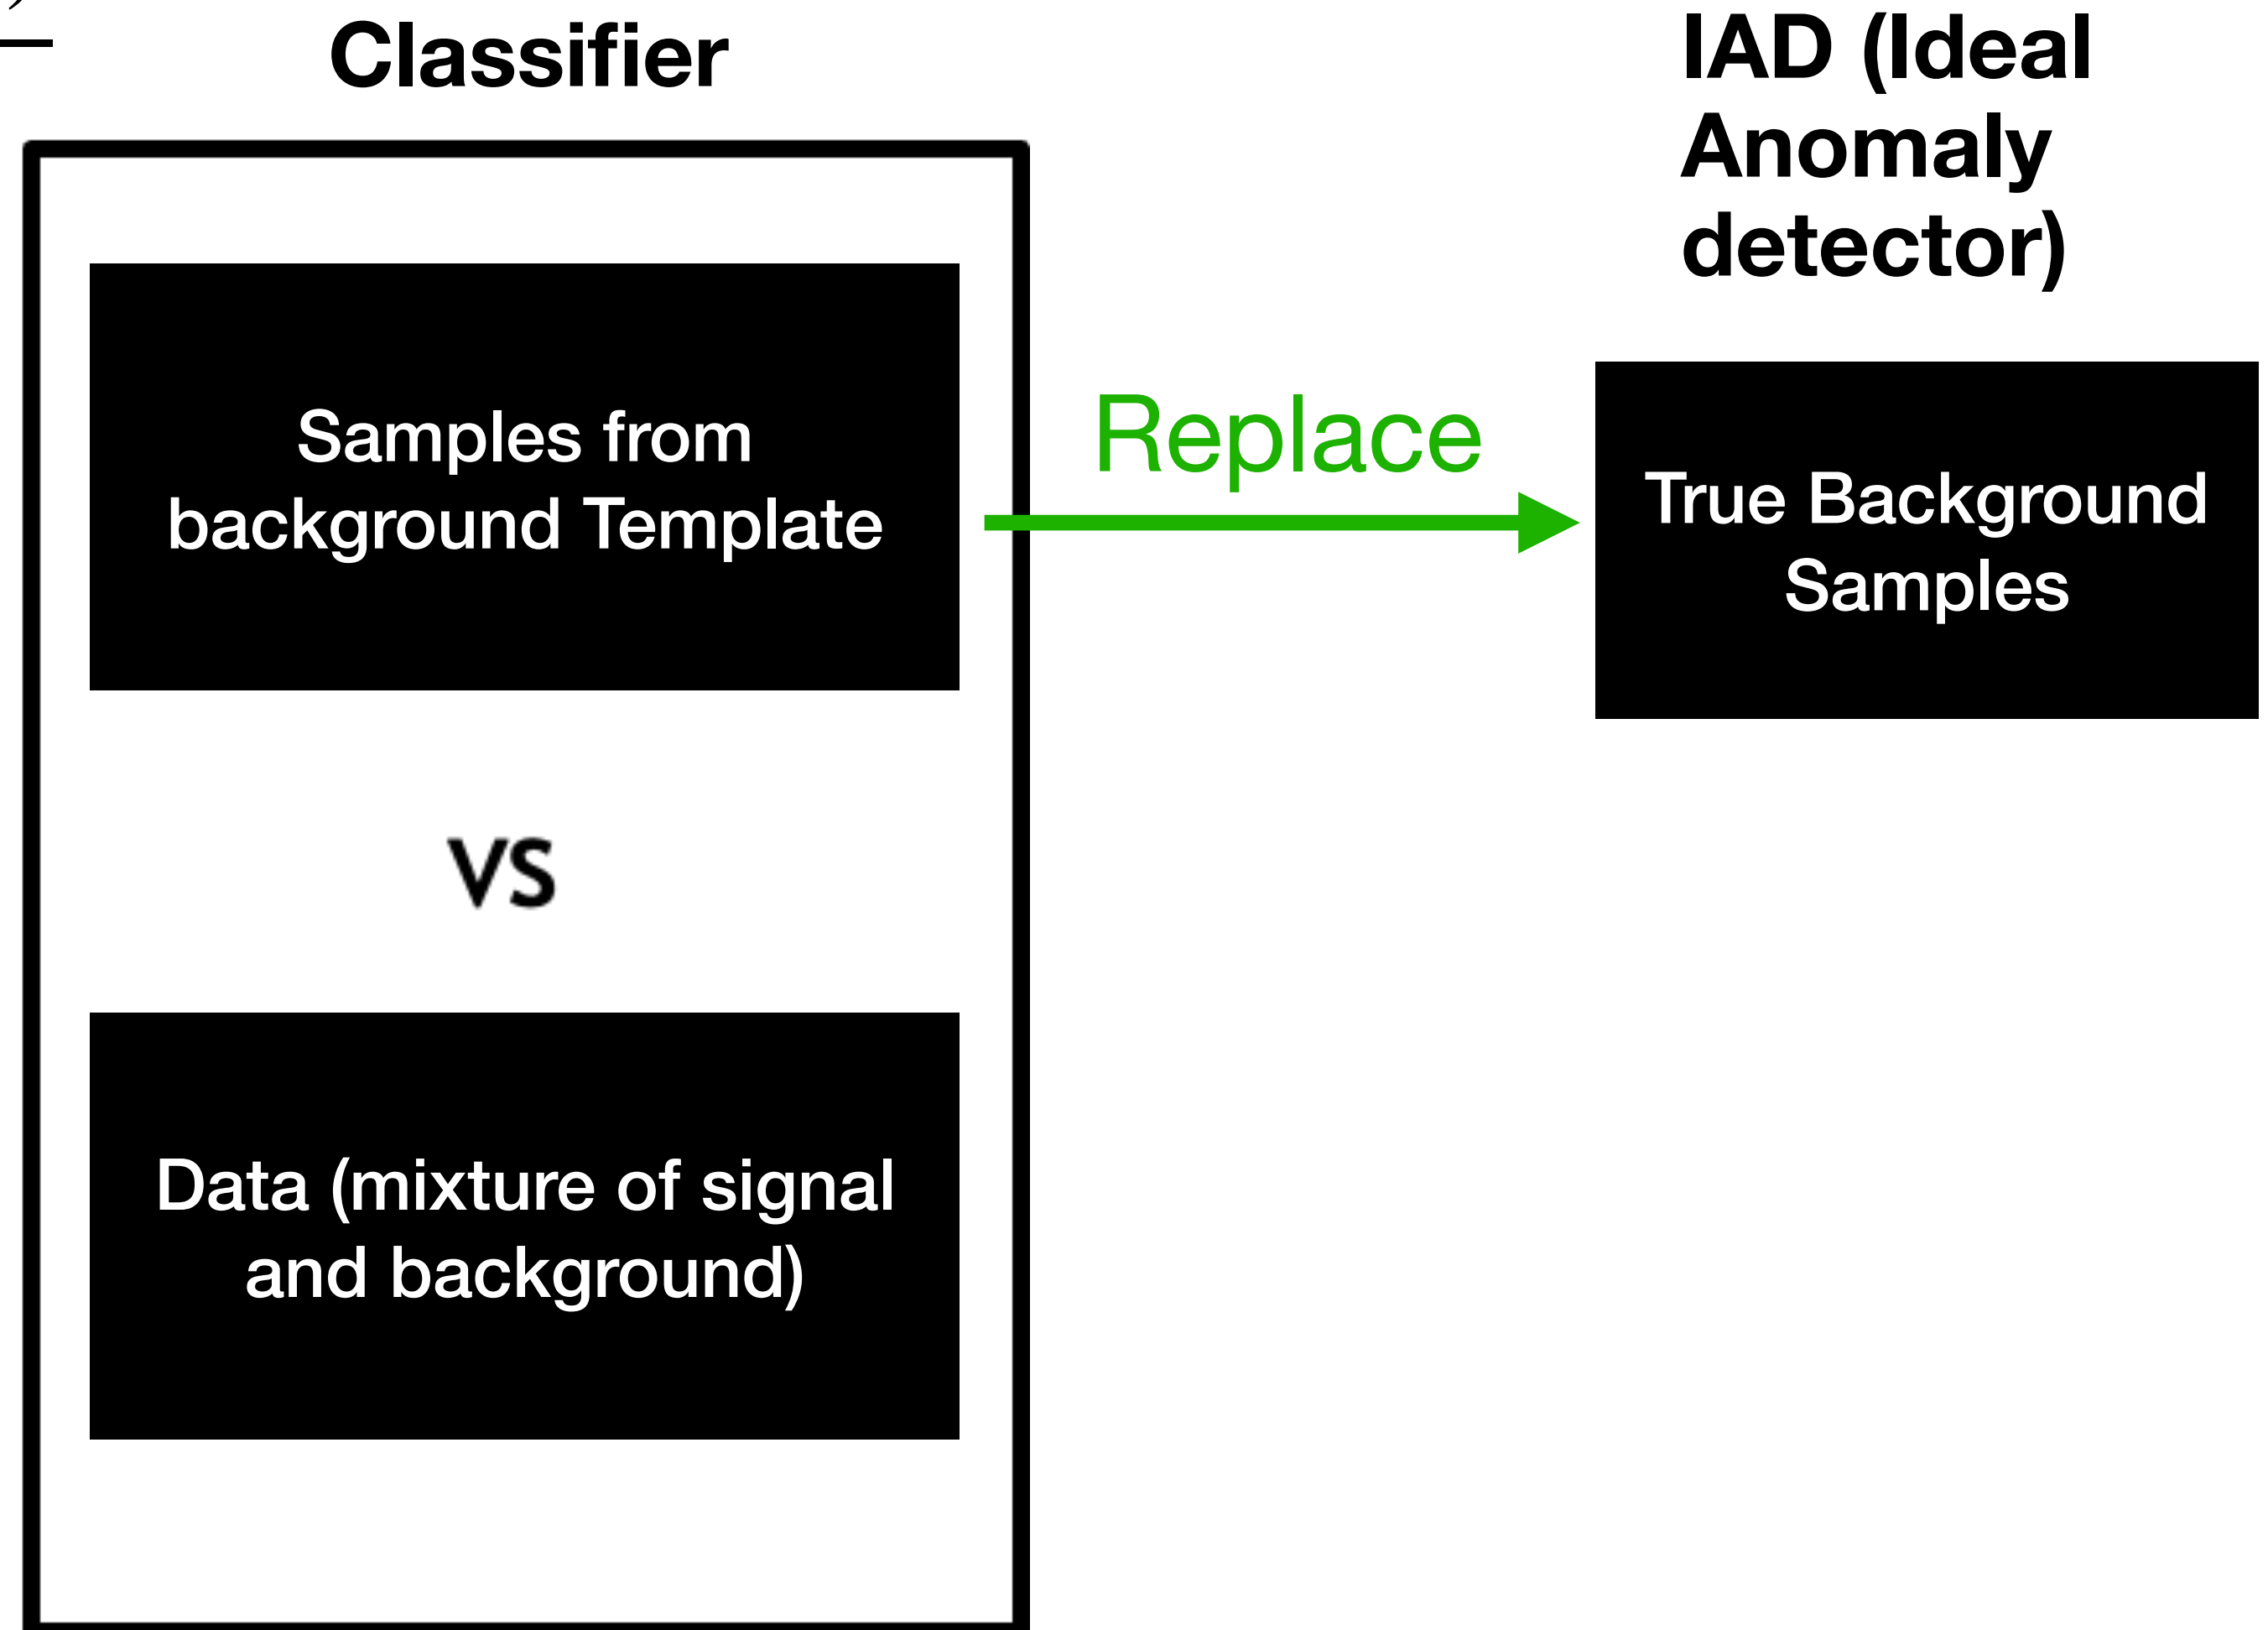 Classifier
IAD (Ideal
Anomaly
detector)
Samples from
background Template
Replace
True Background
Samples
vs
Data (mixture of signal
and background)